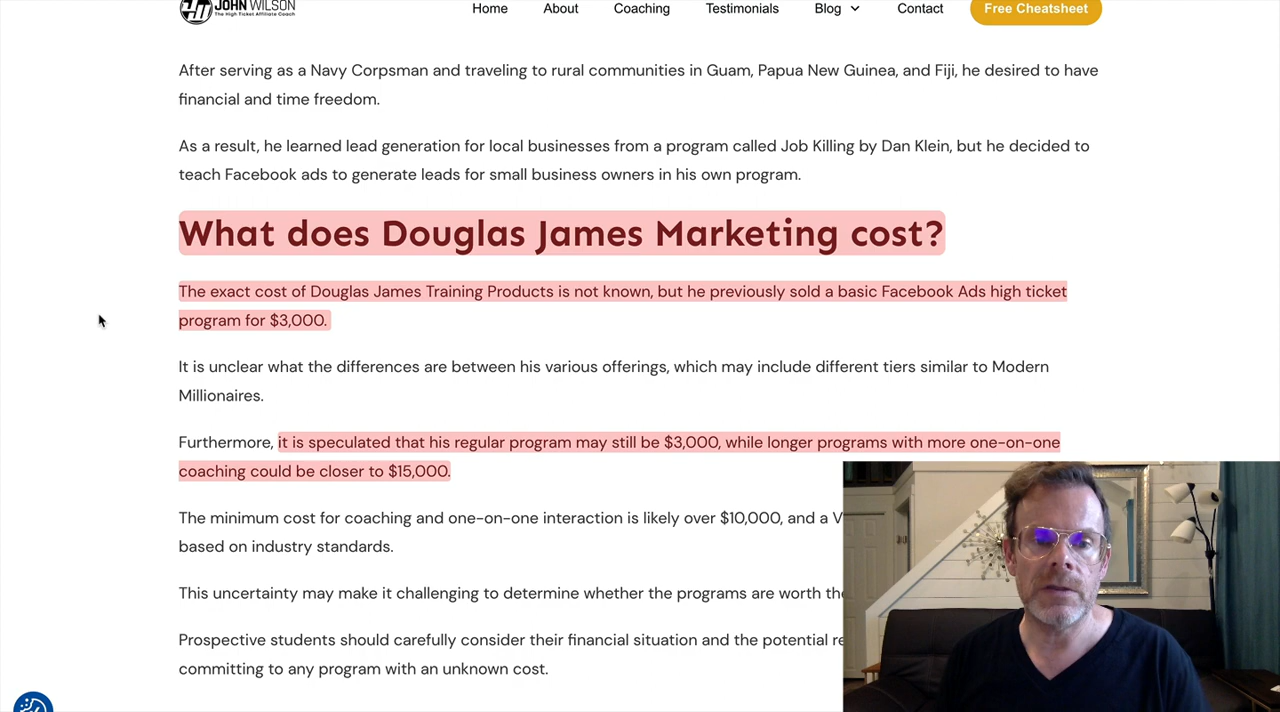 JOHN WILSON
The High Ticket Affiliate Coach
Home About Coaching Testimonials Blog Contact Free Cheatsheet
After serving as a Navy Corpsman and traveling to rural communities in Guam, Papua New Guinea, and Fiji, he desired to have
financial and time freedom.
As a result, he learned lead generation for local businesses from a program called Job Killing by Dan Klein, but he decided to
teach Facebook ads to generate leads for small business owners in his own program.
What does Douglas James Marketing cost?
The exact cost of Douglas James Training Products is not known, but he previously sold a basic Facebook Ads high ticket
program for $3,000.
It is unclear what the differences are between his various offerings, which may include different tiers similar to Modern
Millionaires.
Furthermore, it is speculated that his regular program may still be $3,000, while longer programs with more one-on-one
coaching could be closer to $15,000.
The minimum cost for coaching and one-on-one interaction is likely over $10,000, and a V
based on industry standards.
This uncertainty may make it challenging to determine whether the programs are worth the
Prospective students should carefully consider their financial situation and the potential re
committing to any program with an unknown cost.